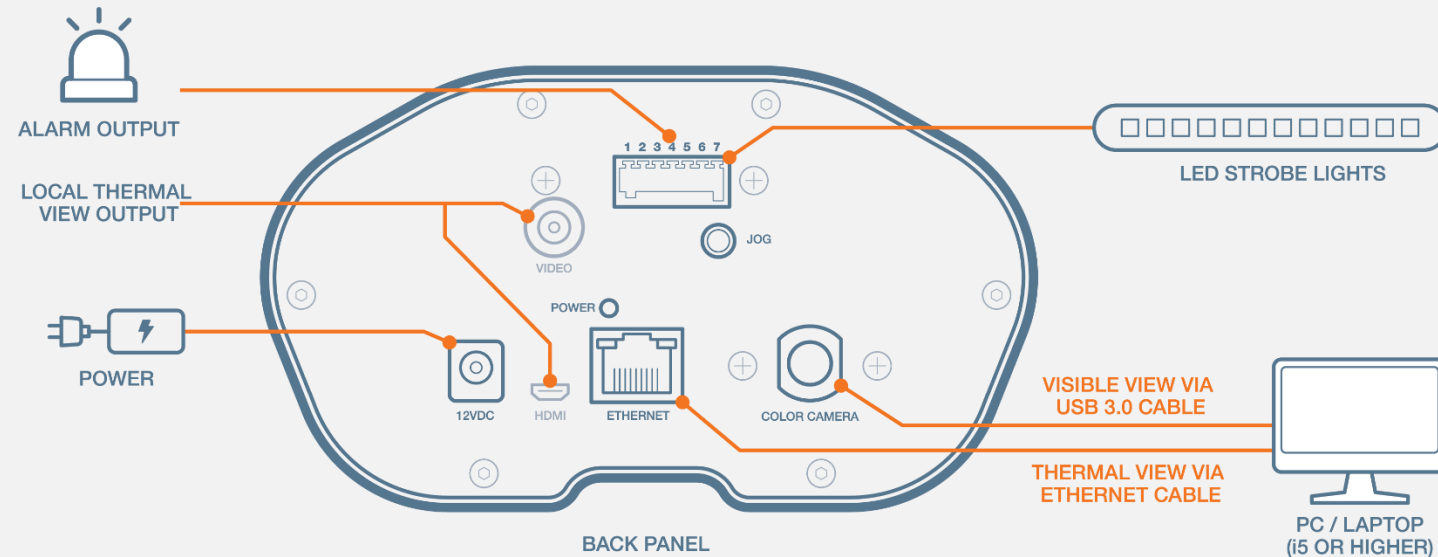 ALARM OUTPUT
1 2 3 4 5 6 7
LED STROBE LIGHTS
LOCAL THERMAL
VIEW OUTPUT
JOG
VIDEO
POWER
POWER
12VDC
HDMI
ETHERNET
COLOR CAMERA
VISIBLE VIEW VIA
USB 3.0 CABLE
THERMAL VIEW VIA
ETHERNET CABLE
PC / LAPTOP
(i5 OR HIGHER)
BACK PANEL